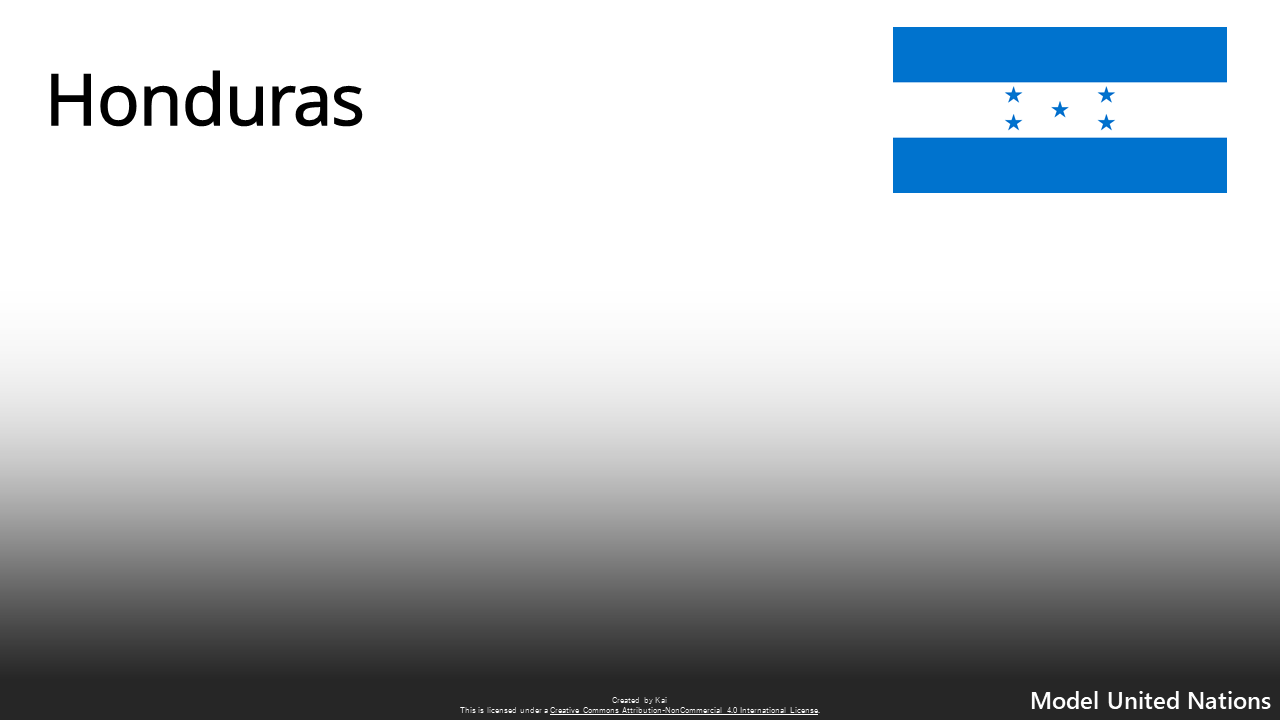 Honduras
Created by Kai
This is licensed under a Creative Commons Attribution-NonCommercial 4.0 International License.
Model United Nations